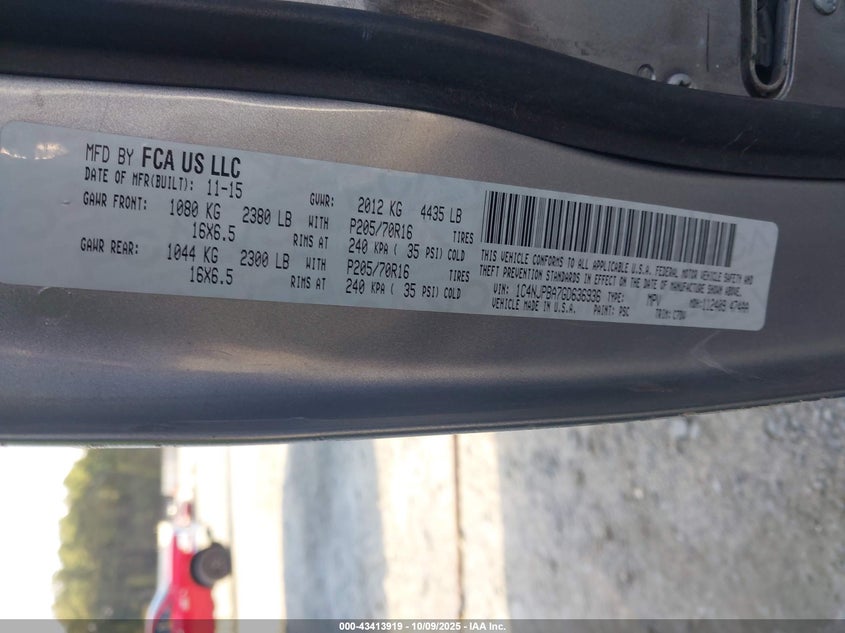 MFD BY FCA US LLC
DATE OF MFR(BUILT): 11-15 GVWR: 2012 KG 4435 LB
GAWR FRONT: 1080 KG 2380 LB WITH P205/70R16 TIRES
16X6.5 RIMS AT 240 KPA ( 35 PSI) COLD
GAWR REAR: 1044 KG 2300 LB WITH P205/70R16 TIRES
16X6.5 RIMS AT 240 KPA ( 35 PSI) COLD
THIS VEHICLE CONFORMS TO ALL APPLICABLE U.S.A. FEDERAL MOTOR VEHICLE SAFETY AND
THEFT PREVENTION STANDARDS IN EFFECT ON THE DATE OF MANUFACTURE SHOWN ABOVE.
VIN: 1C4NJPBA7GD636936 TYPE: MPV MDH:112409 474AA
VEHICLE MADE IN U.S.A. PAINT: PSC TRIM:
000-43413919 - 10/09/2025 - IAA Inc.